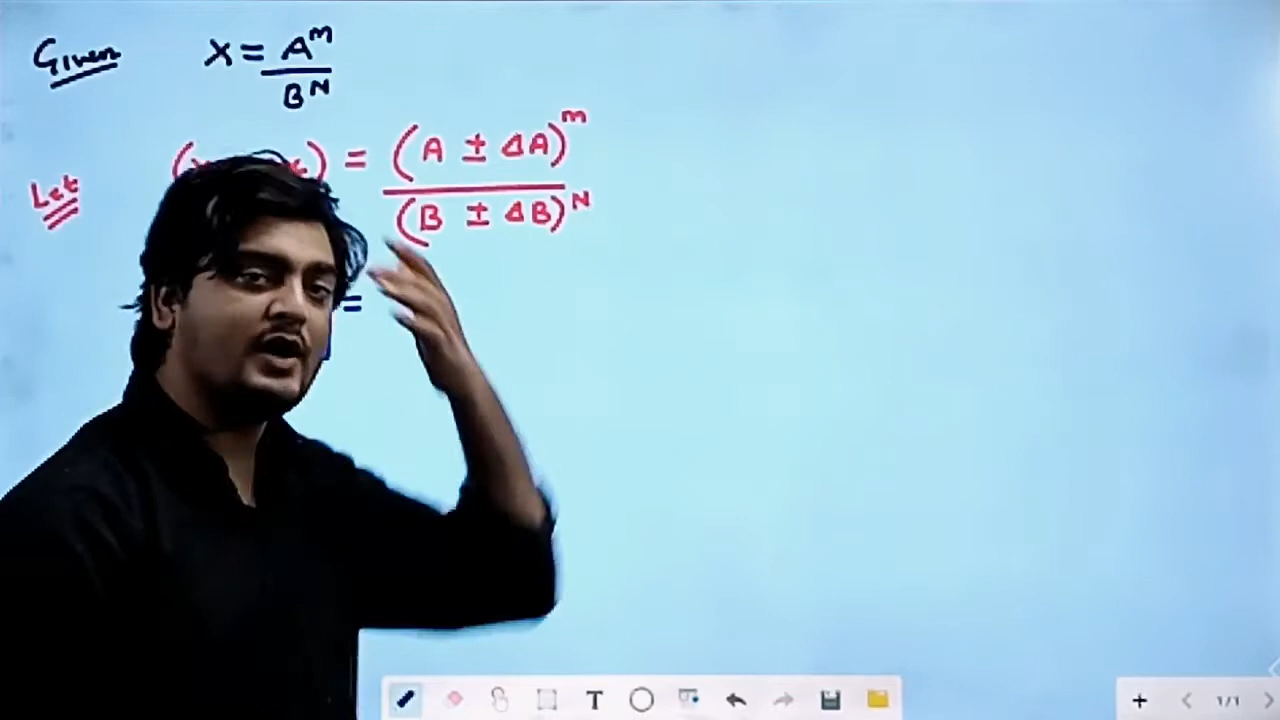 Given X = A^m / B^N
Let ) = (A ± ΔA)^m / (B ± ΔB)^N
=
T
1/1